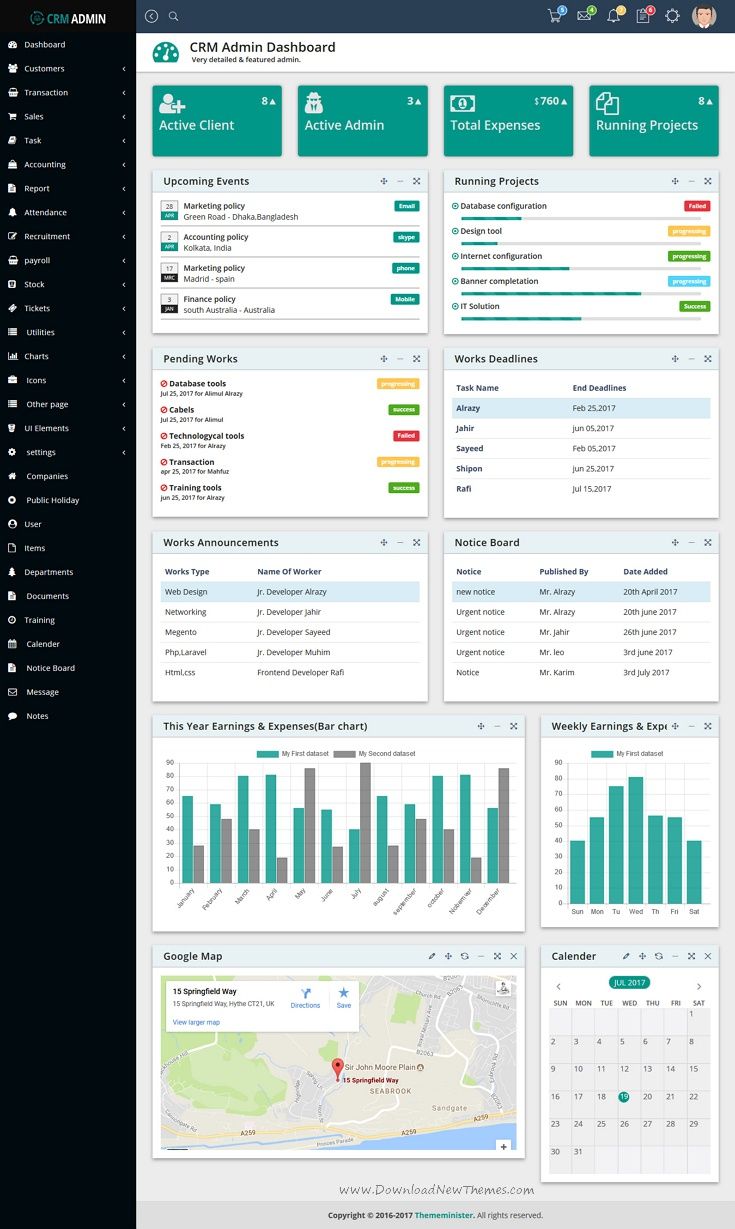 CRM ADMIN
5 4 7 6
Dashboard
Customers
Transaction
Sales
Task
Accounting
Report
Attendance
Recruitment
payroll
Stock
Tickets
Utilities
Charts
Icons
Other page
UI Elements
settings
Companies
Public Holiday
User
Items
Departments
Documents
Training
Calender
Notice Board
Message
Notes
CRM Admin Dashboard
Very detailed & featured admin.
8
Active Client
3
Active Admin
$ 760
Total Expenses
8
Running Projects
Upcoming Events
28 APR Marketing policy Email
Green Road - Dhaka,Bangladesh
2 APR Accounting policy skype
Kolkata, India
17 MRC Marketing policy phone
Madrid - spain
3 JAN Finance policy Mobile
south Australia - Australia
Running Projects
Database configuration Failed
Design tool progressing
Internet configuration progressing
Banner completation progressing
IT Solution Success
Pending Works
Database tools progressing
Jul 25, 2017 for Alimul Alrazy
Cabels success
Jul 25, 2017 for Alimul
Technologycal tools Failed
Feb 25, 2017 for Alrazy
Transaction progressing
apr 25, 2017 for Mahfuz
Training tools success
jun 25, 2017 for Alrazy
Works Deadlines
Task Name End Deadlines
Alrazy Feb 25,2017
Jahir jun 05,2017
Sayeed Feb 05,2017
Shipon jun 25,2017
Rafi Jul 15,2017
Works Announcements
Works Type Name Of Worker
Web Design Jr. Developer Alrazy
Networking Jr. Developer Jahir
Megento Jr. Developer Sayeed
Php,Laravel Jr. Developer Muhim
Html,css Frontend Developer Rafi
Notice Board
Notice Published By Date Added
new notice Mr. Alrazy 20th April 2017
Urgent notice Mr. Alrazy 20th june 2017
Urgent notice Mr. Jahir 26th june 2017
Urgent notice Mr. leo 3rd june 2017
Notice Mr. Karim 3rd July 2017
This Year Earnings & Expenses(Bar chart)
My First dataset My Second dataset
90
80
70
60
50
40
30
20
10
0
January February March April May June July august september october Nobemver December
Weekly Earnings & Expe
My First dataset
90
80
70
60
50
40
30
20
10
0
Sun Mon Tu Wed Th Fri Sat
Google Map
15 Springfield Way
15 Springfield Way, Hythe CT21, UK
Directions Save
View larger map
Church Rd
Royal Military Ave
B2063
Sir John Moore Plain
15 Springfield Way
SEABROOK
Spring Ln
Sandgate
A259 A259 A259
Princes Parade
Calender
JUL 2017
SUN MON TUE WED THU FRI SAT
1
2 3 4 5 6 7 8
9 10 11 12 13 14 15
16 17 18 19 20 21 22
23 24 25 26 27 28 29
30 31
www.DownloadNewThemes.com
Copyright © 2016-2017 Thememinister. All rights reserved.